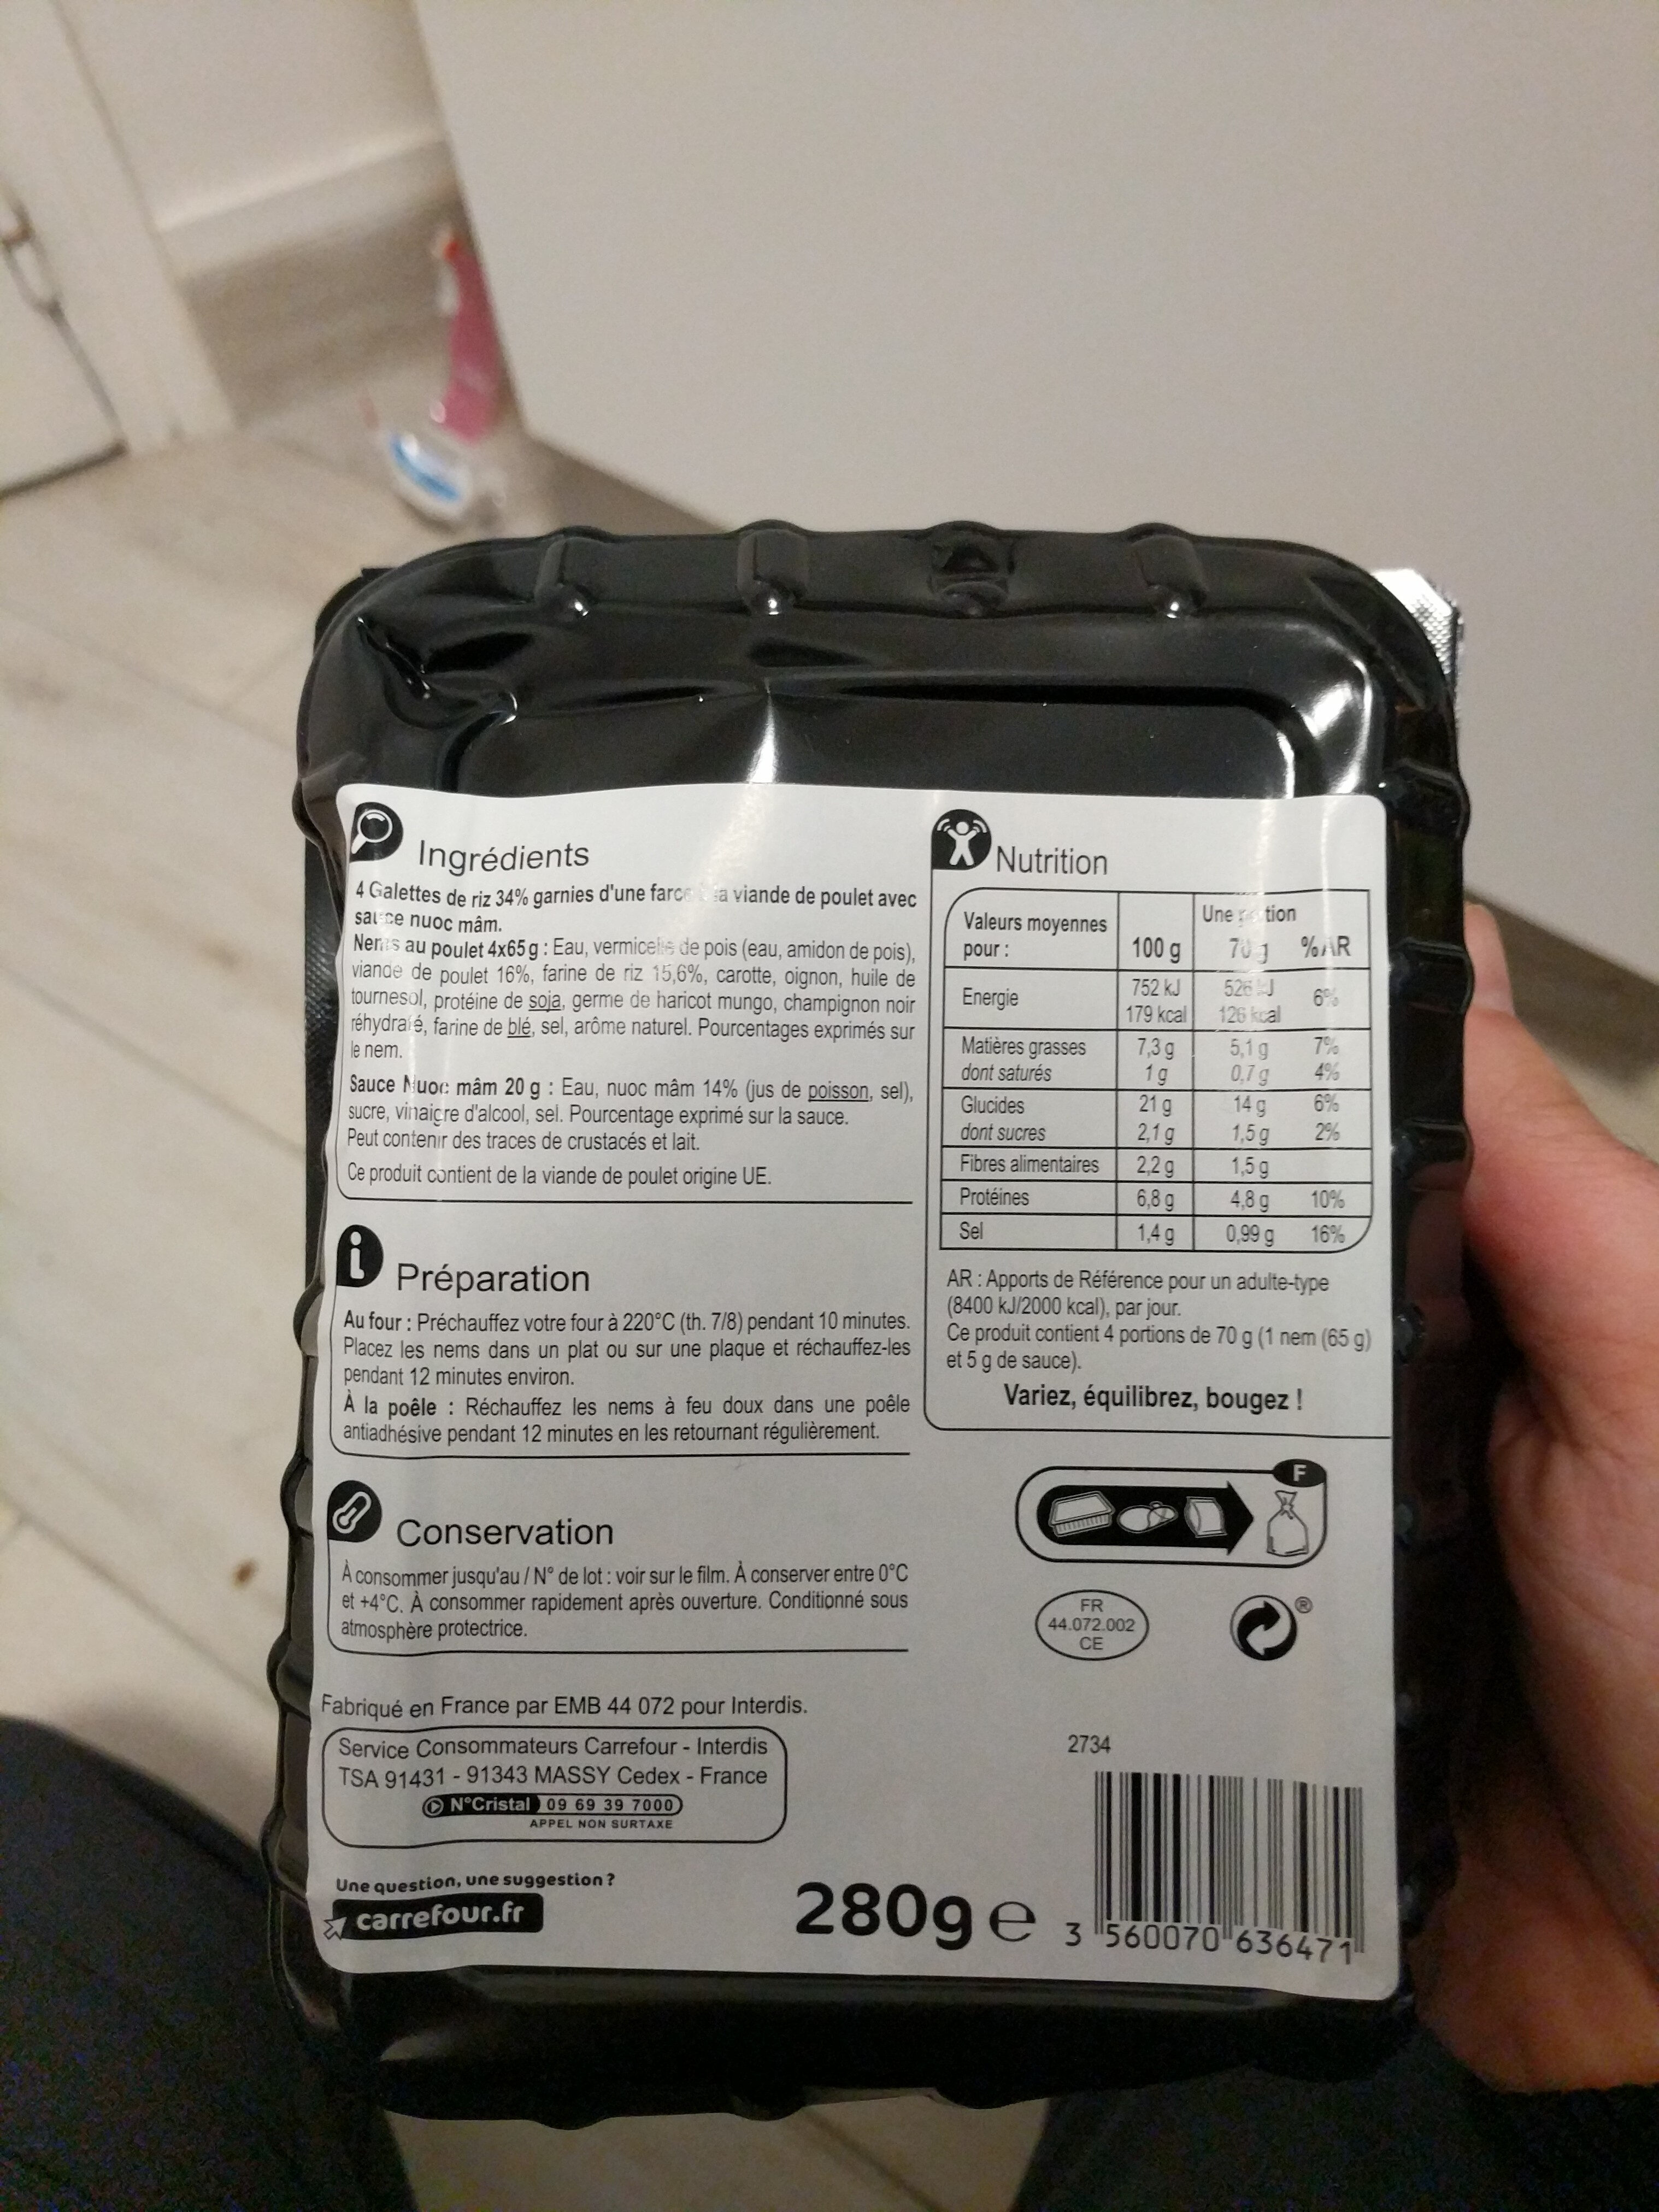 Ingrédients
4 Galettes de riz 34% garnies d'une farce a viande de poulet avec
sauce nuoc mâm.
Nems au poulet 4x65 g : Eau, vermicelle de pois (eau, amidon de pois),
viande de poulet 16%, farine de riz 15,6%, carotte, oignon, huile de
tournesol, protéine de soja, germe de haricot mungo, champignon noir
réhydraté, farine de blé, sel, arôme naturel. Pourcentages exprimés sur
le nem.
Sauce Nuoc mâm 20 g : Eau, nuoc mâm 14% (jus de poisson, sel),
sucre, vinaigre d'alcool, sel. Pourcentage exprimé sur la sauce.
Peut contenir des traces de crustacés et lait.
Ce produit contient de la viande de poulet origine UE.
Préparation
Au four : Préchauffez votre four à 220°C (th. 7/8) pendant 10 minutes.
Placez les nems dans un plat ou sur une plaque et réchauffez-les
pendant 12 minutes environ.
À la poêle : Réchauffez les nems à feu doux dans une poêle
antiadhésive pendant 12 minutes en les retournant régulièrement.
Conservation
À consommer jusqu'au / N° de lot : voir sur le film. À conserver entre 0°C
et +4°C. À consommer rapidement après ouverture. Conditionné sous
atmosphère protectrice.
Fabriqué en France par EMB 44 072 pour Interdis.
Service Consommateurs Carrefour - Interdis
TSA 91431 - 91343 MASSY Cedex - France
N°Cristal 09 69 39 7000
APPEL NON SURTAXE
Une question, une suggestion ?
carrefour.fr
Nutrition
Valeurs moyennes Une portion
pour : 100 g 70 g %AR
Energie 752 kJ 526 kJ 6%
179 kcal 126 kcal
Matières grasses 7,3 g 5,1 g 7%
dont saturés 1 g 0,7 g 4%
Glucides 21 g 14 g 6%
dont sucres 2,1 g 1,5 g 2%
Fibres alimentaires 2,2 g 1,5 g
Protéines 6,8 g 4,8 g 10%
Sel 1,4 g 0,99 g 16%
AR : Apports de Référence pour un adulte-type
(8400 kJ/2000 kcal), par jour.
Ce produit contient 4 portions de 70 g (1 nem (65 g)
et 5 g de sauce).
Variez, équilibrez, bougez !
F
FR
44.072.002
CE
®
2734
280g e
3 560070 636471